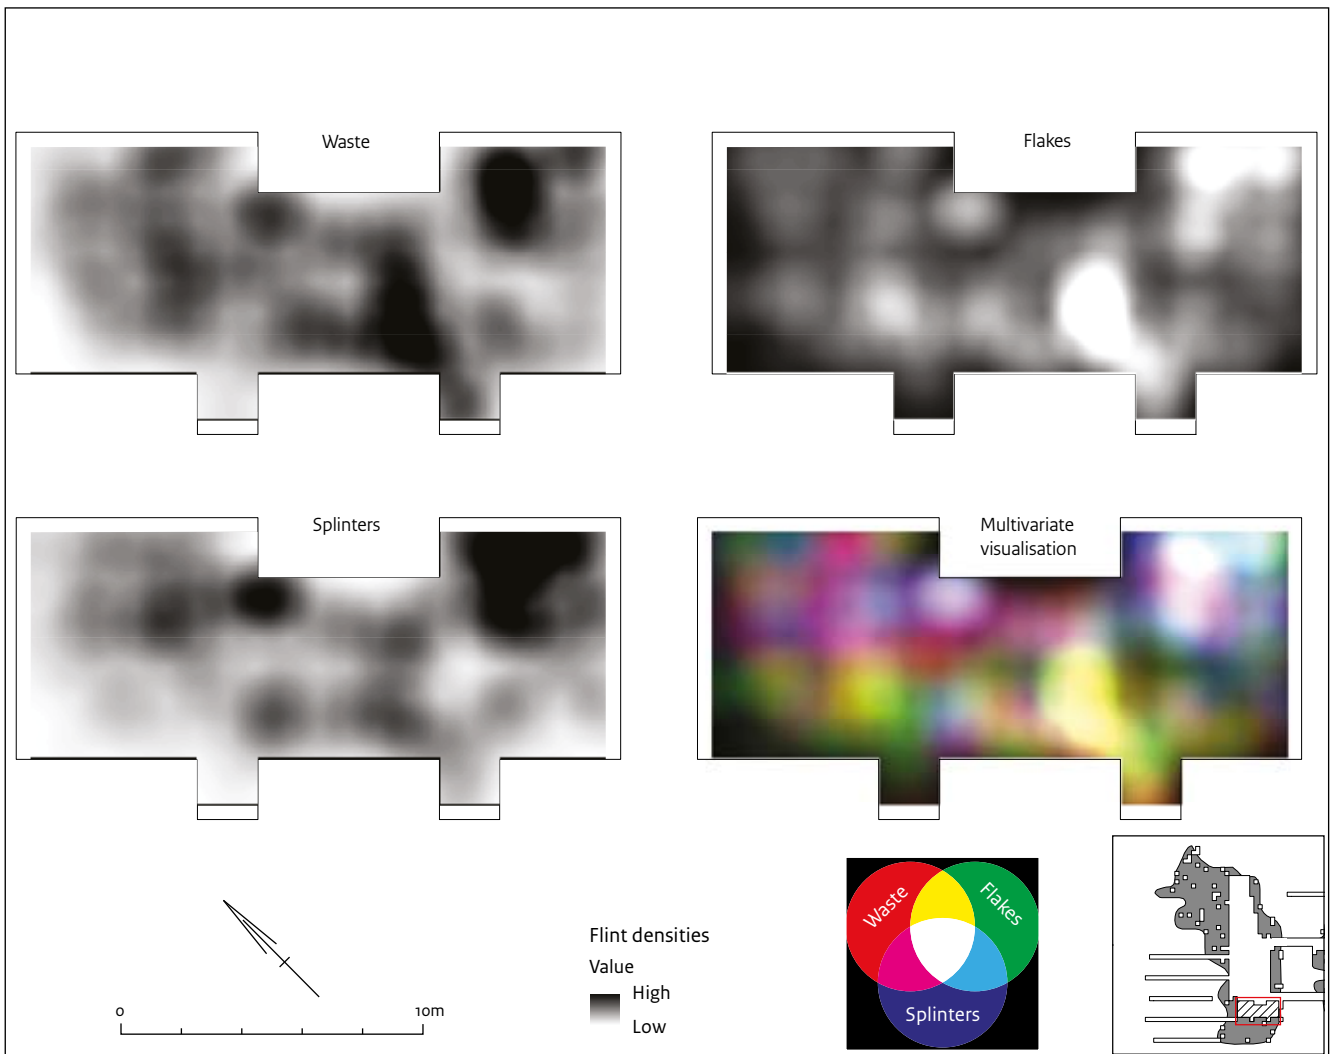 Waste
Flakes
Splinters
Multivariate
visualisation
0
10m
Flint densities
Value
High
Low
Waste
Flakes
Splinters